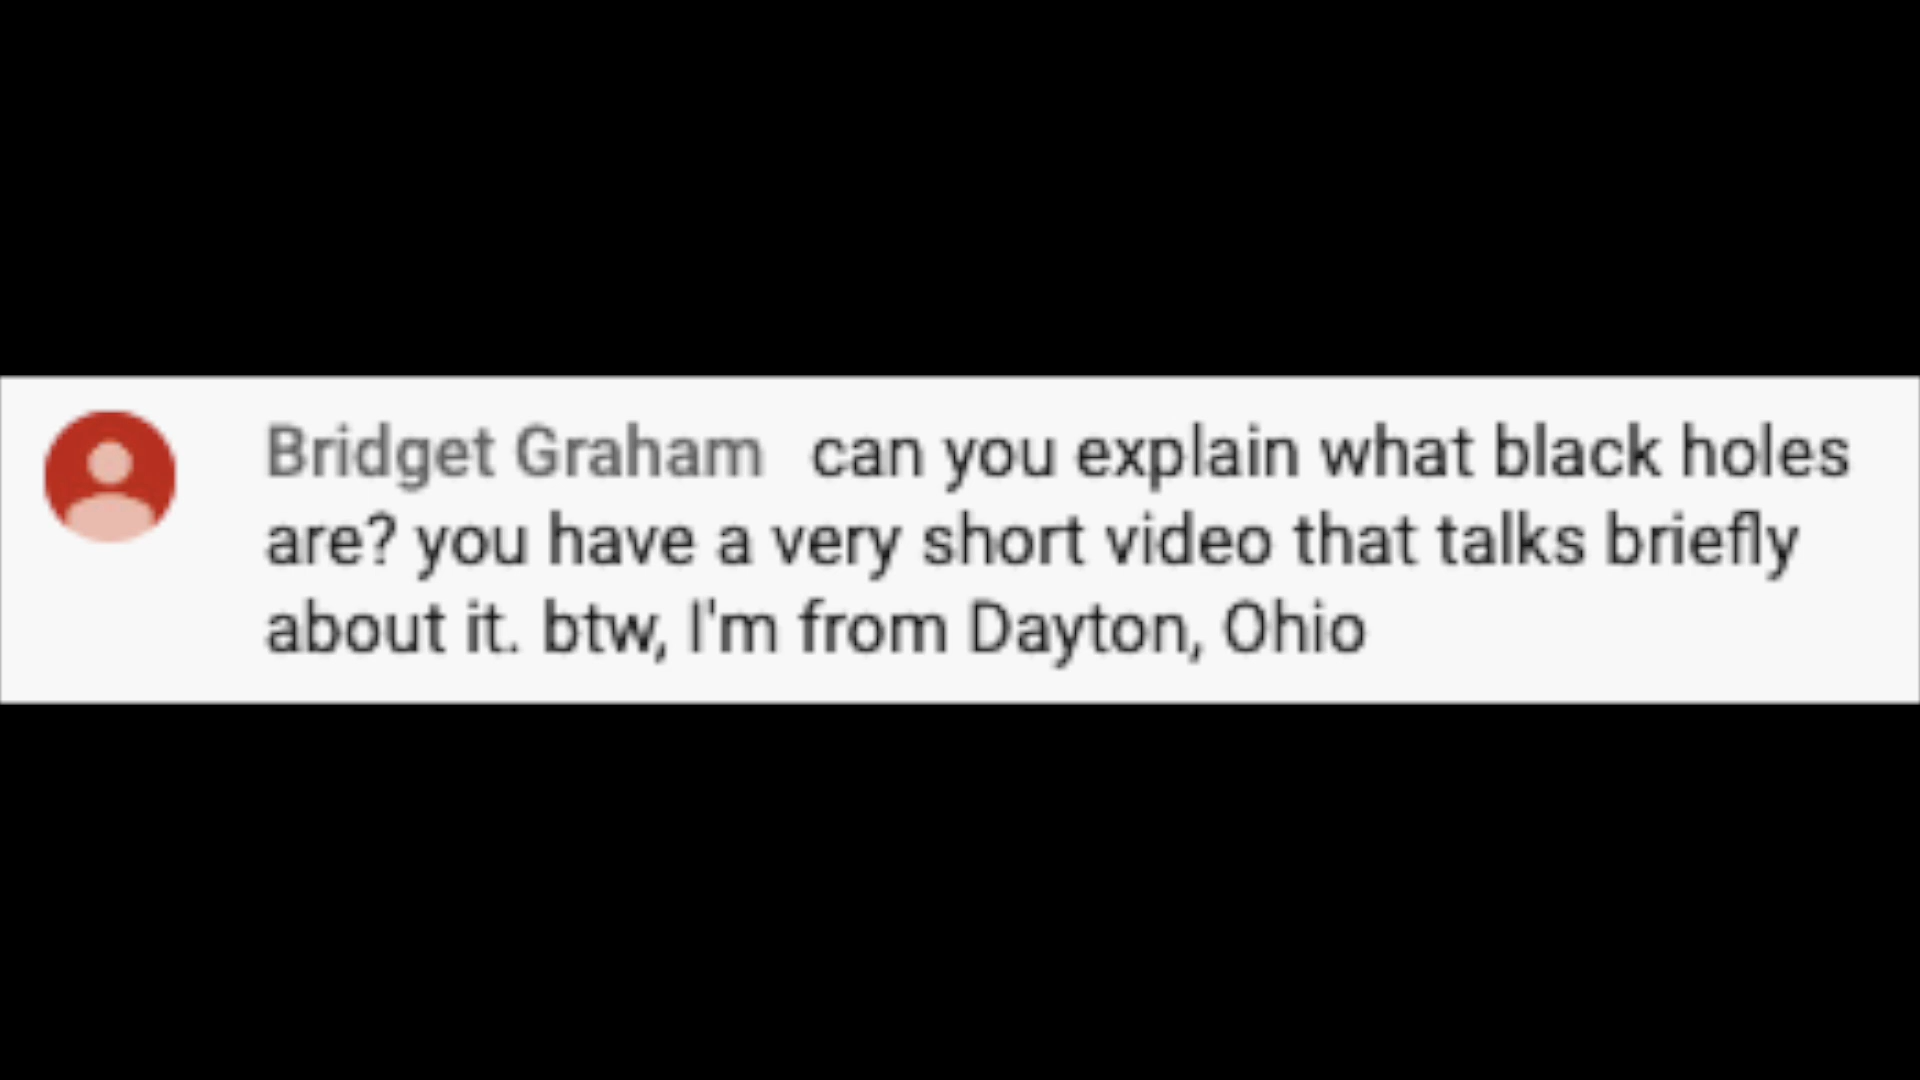 Bridget Graham can you explain what black holes
are? you have a very short video that talks briefly
about it. btw, I'm from Dayton, Ohio